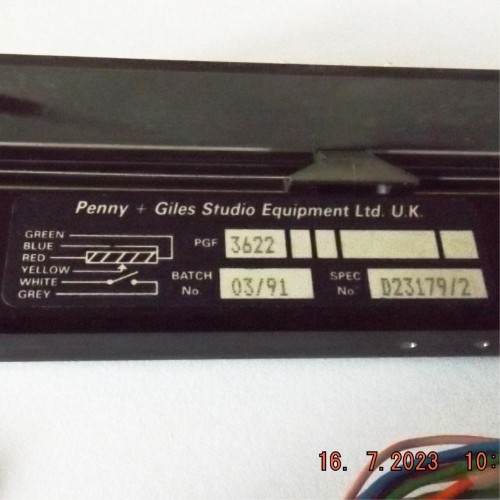 Penny + Giles Studio Equipment Ltd. U.K.
GREEN
BLUE
RED
YELLOW
WHITE
GREY
PGF 3622
BATCH No. 03/91
SPEC No. D23179/2
16. 7.2023 10: